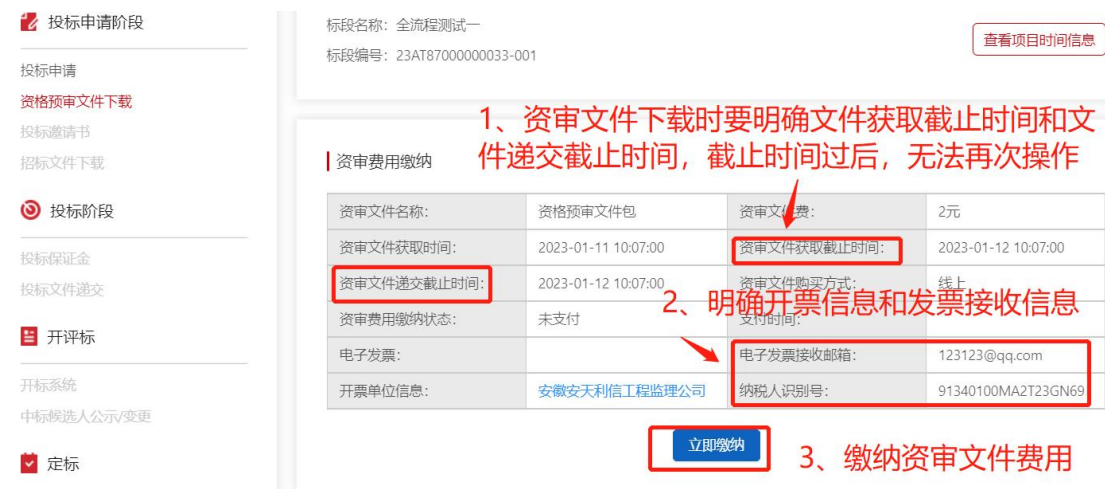 投标申请阶段
投标申请
资格预审文件下载
投标邀请书
招标文件下载
投标阶段
投标保证金
投标文件递交
开评标
开标系统
中标候选人公示/变更
定标
标段名称：全流程测试一
标段编号：23AT87000000033-001
查看项目时间信息
1、资审文件下载时要明确文件获取截止时间和文
件递交截止时间，截止时间过后，无法再次操作
资审费用缴纳
资审文件名称： 资格预审文件包 资审文件费： 2元
资审文件获取时间： 2023-01-11 10:07:00 资审文件获取截止时间： 2023-01-12 10:07:00
资审文件递交截止时间： 2023-01-12 10:07:00 资审文件购买方式： 线上
2、明确开票信息和发票接收信息
资审费用缴纳状态： 未支付 支付时间：
电子发票： 电子发票接收邮箱： 123123@qq.com
开票单位信息： 安徽安天利信工程监理公司 纳税人识别号： 91340100MA2T23GN69
立即缴纳
3、缴纳资审文件费用